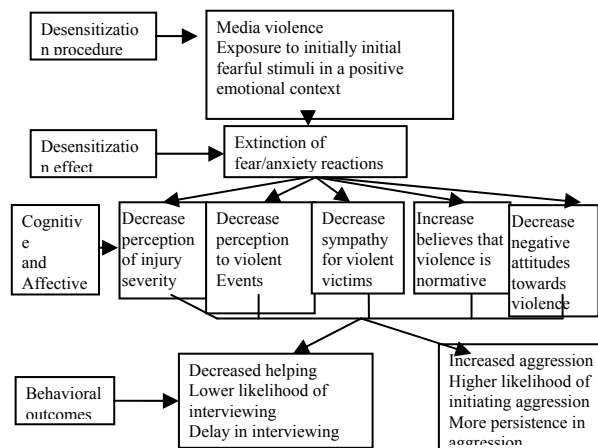 Desensitizatio
n procedure
Media violence
Exposure to initially initial
fearful stimuli in a positive
emotional context
Desensitizati
on effect
Extinction of
fear/anxiety reactions
Cognitiv
e
and
Affective
Decrease
perception
of injury
severity
Decrease
perception
to violent
Events
Decrease
sympathy
for violent
victims
Increase
believes that
violence is
normative
Decrease
negative
attitudes
towards
violence
Behavioral
outcomes
Decreased helping
Lower likelihood of
interviewing
Delay in interviewing
Increased aggression
Higher likelihood of
initiating aggression
More persistence in
aggression